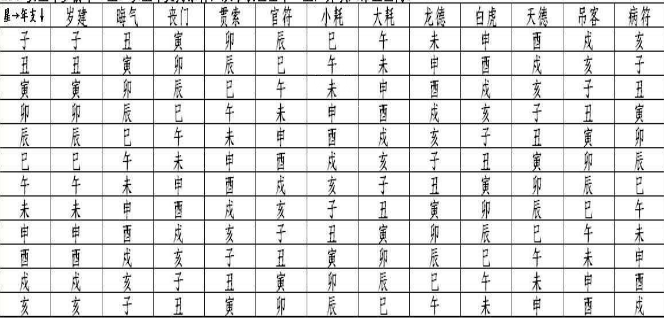 星→年支↓ 岁建 晦气 丧门 贯索 官符 小耗 大耗 龙德 白虎 天德 吊客 病符
子 子 丑 寅 卯 辰 巳 午 未 申 酉 戌 亥
丑 丑 寅 卯 辰 巳 午 未 申 酉 戌 亥 子
寅 寅 卯 辰 巳 午 未 申 酉 戌 亥 子 丑
卯 卯 辰 巳 午 未 申 酉 戌 亥 子 丑 寅
辰 辰 巳 午 未 申 酉 戌 亥 子 丑 寅 卯
巳 巳 午 未 申 酉 戌 亥 子 丑 寅 卯 辰
午 午 未 申 酉 戌 亥 子 丑 寅 卯 辰 巳
未 未 申 酉 戌 亥 子 丑 寅 卯 辰 巳 午
申 申 酉 戌 亥 子 丑 寅 卯 辰 巳 午 未
酉 酉 戌 亥 子 丑 寅 卯 辰 巳 午 未 申
戌 戌 亥 子 丑 寅 卯 辰 巳 午 未 申 酉
亥 亥 子 丑 寅 卯 辰 巳 午 未 申 酉 戌